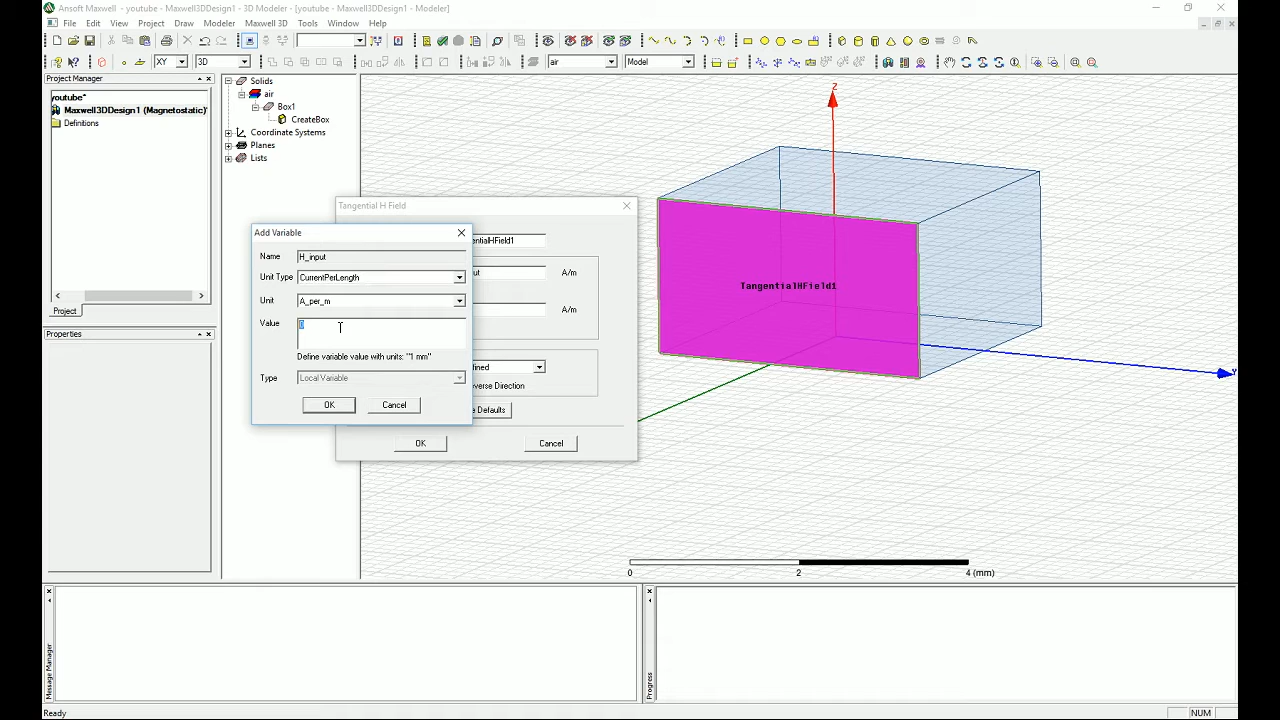 Ansoft Maxwell - youtube - Maxwell3DDesign1 - 3D Modeler - [youtube - Maxwell3DDesign1 - Modeler]
File Edit View Project Draw Modeler Maxwell 3D Tools Window Help
XY 3D air Model
Project Manager
youtube*
Maxwell3DDesign1 (Magnetostatic)*
Definitions
Project
Properties
Solids
air
Box1
CreateBox
Coordinate Systems
Planes
Lists
Tangential H Field
entialHField1
ut A/m
A/m
fined
verse Direction
e Defaults
OK Cancel
Add Variable
Name H_input
Unit Type CurrentPerLength
Unit A_per_m
Value 0
Define variable value with units: "1 mm"
Type Local Variable
OK Cancel
Z
TangentialHField1
Y
0 2 4 (mm)
Message Manager
Progress
Ready NUM